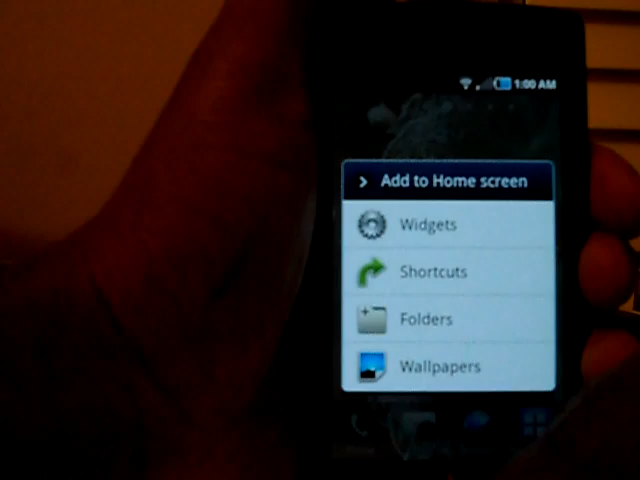 1:00 AM
Add to Home screen
Widgets
Shortcuts
Folders
Wallpapers